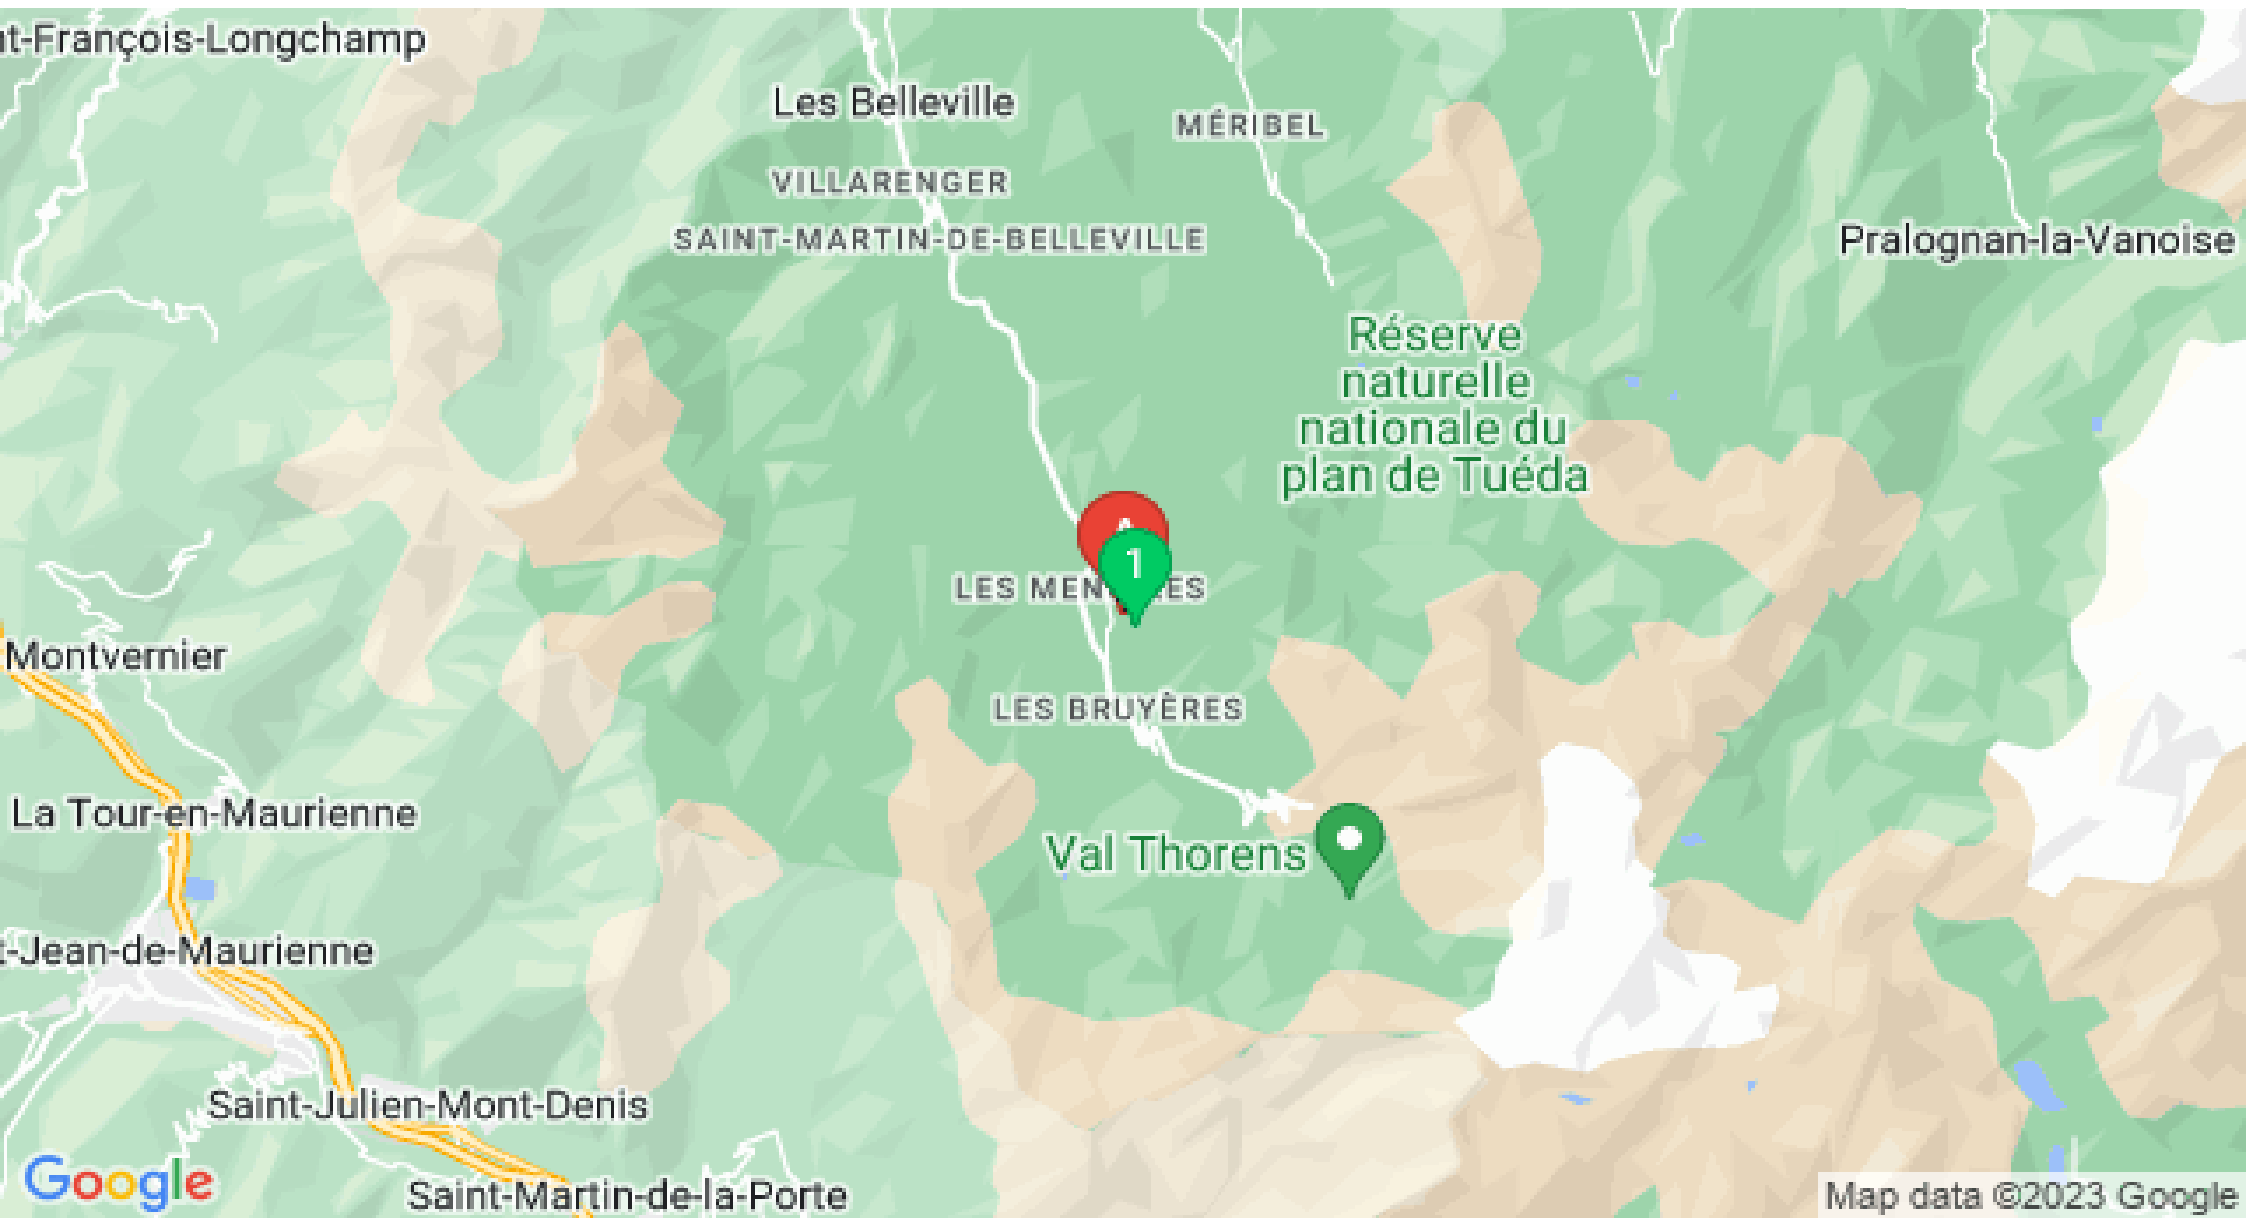 t-François-Longchamp
Les Belleville
MÉRIBEL
VILLARENGER
SAINT-MARTIN-DE-BELLEVILLE
Pralognan-la-Vanoise
Réserve
naturelle
nationale du
plan de Tuéda
1
LES
LES BRUYÈRES
Montvernier
La Tour-en-Maurienne
Val Thorens
t-Jean-de-Maurienne
Saint-Julien-Mont-Denis
Saint-Martin-de-la-Porte
Google
Map data ©2023 Google